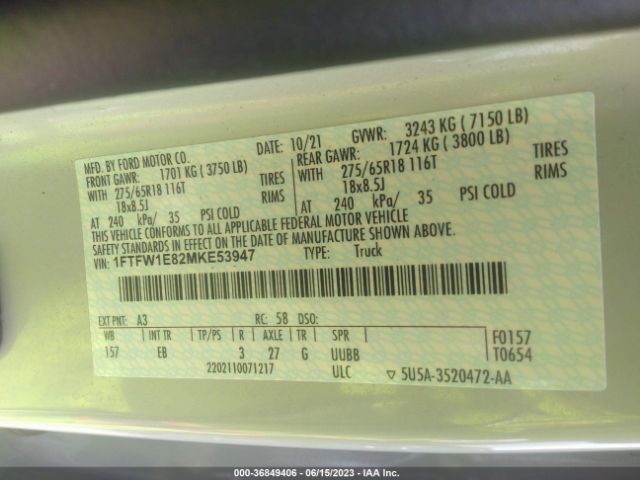 MFD. BY FORD MOTOR CO. DATE: 10/21 GVWR: 3243 KG ( 7150 LB)
FRONT GAWR: 1701 KG ( 3750 LB) REAR GAWR: 1724 KG ( 3800 LB)
WITH 275/65R18 116T TIRES WITH 275/65R18 116T TIRES
18x8.5J RIMS 18x8.5J RIMS
AT 240 kPa/ 35 PSI COLD AT 240 kPa/ 35 PSI COLD
THIS VEHICLE CONFORMS TO ALL APPLICABLE FEDERAL MOTOR VEHICLE
SAFETY STANDARDS IN EFFECT ON THE DATE OF MANUFACTURE SHOWN ABOVE.
VIN: 1FTFW1E82MKE53947 TYPE: Truck
EXT PNT: A3 RC: 58 DSO:
WB INT TR TP/PS R AXLE TR SPR F0157
157 EB 3 27 G UUBB T0654
2202110071217 ULC ▽ 5U5A-3520472-AA
000-36849406 - 06/15/2023 - IAA Inc.